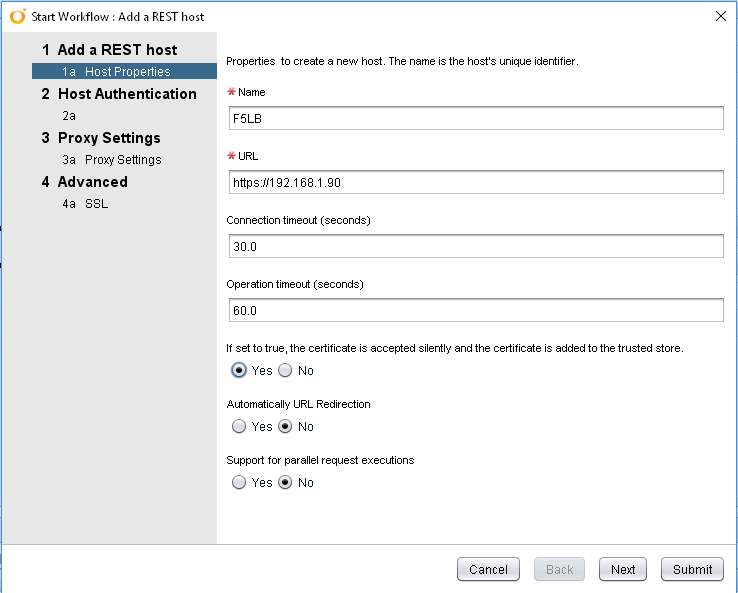 Start Workflow : Add a REST host
1 Add a REST host
1a Host Properties
2 Host Authentication
2a
3 Proxy Settings
3a Proxy Settings
4 Advanced
4a SSL
Properties to create a new host. The name is the host's unique identifier.
* Name
F5LB
* URL
https://192.168.1.90
Connection timeout (seconds)
30.0
Operation timeout (seconds)
60.0
If set to true, the certificate is accepted silently and the certificate is added to the trusted store.
Yes No
Automatically URL Redirection
Yes No
Support for parallel request executions
Yes No
Cancel Back Next Submit